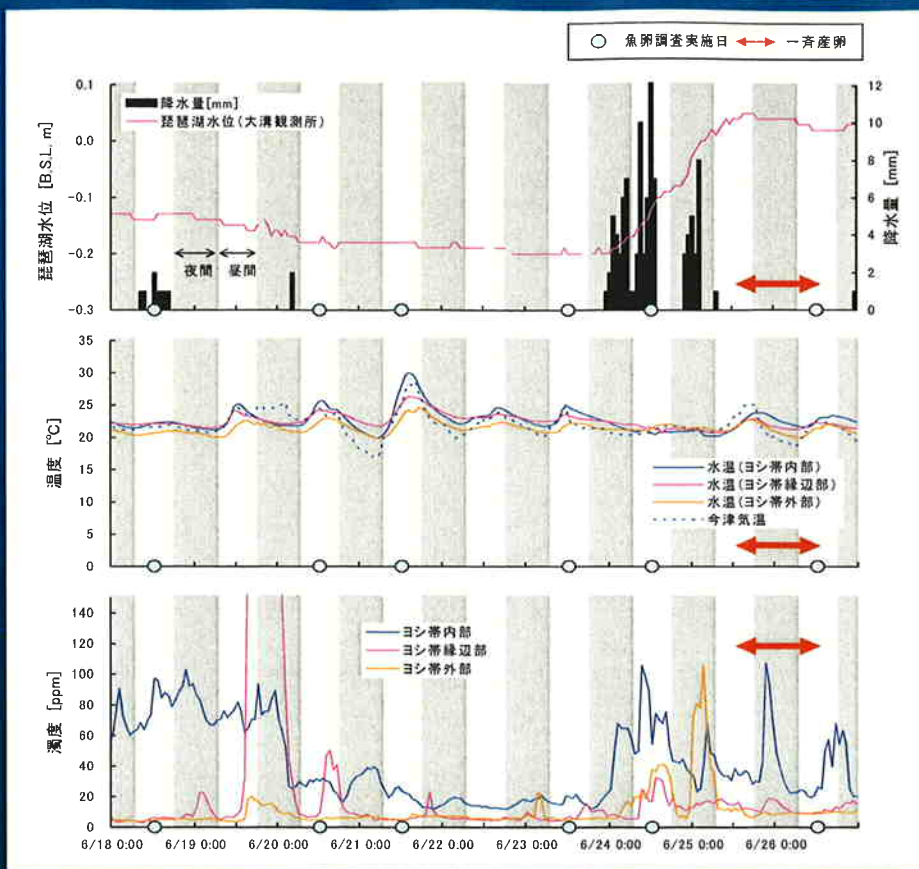 魚卵調査実施日 一斉産卵
0.1
0.0
-0.1
-0.2
-0.3
琵琶湖水位 [B.S.L. m]
降水量[mm]
琵琶湖水位(大溝観測所)
夜間 昼間
12
10
8
6
4
2
0
降水量 [mm]
35
30
25
20
15
10
5
0
温度 [℃]
水温(ヨシ帯内部)
水温(ヨシ帯縁辺部)
水温(ヨシ帯外部)
今津気温
140
120
100
80
60
40
20
0
濁度 [ppm]
ヨシ帯内部
ヨシ帯縁辺部
ヨシ帯外部
6/18 0:00 6/19 0:00 6/20 0:00 6/21 0:00 6/22 0:00 6/23 0:00 6/24 0:00 6/25 0:00 6/26 0:00